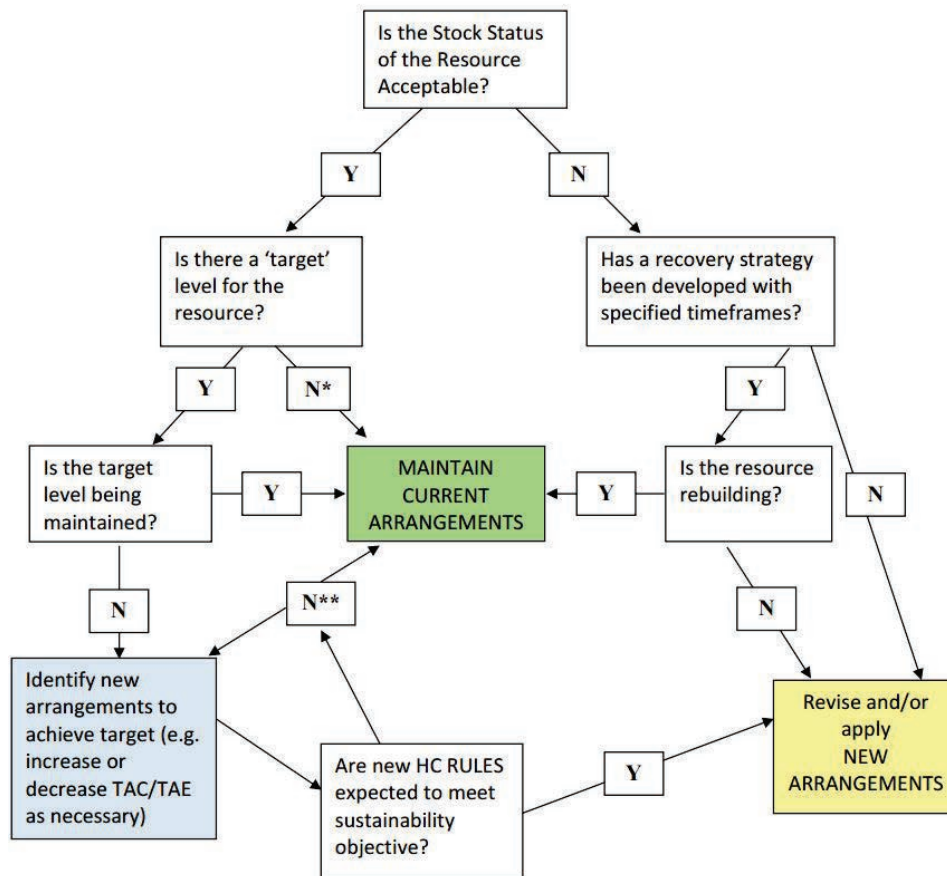 Is the Stock Status
of the Resource
Acceptable?
Y
N
Is there a ‘target’
level for the
resource?
Has a recovery strategy
been developed with
specified timeframes?
Y
N*
Y
N
Is the target
level being
maintained?
Y
MAINTAIN
CURRENT
ARRANGEMENTS
Y
Is the resource
rebuilding?
N
N**
N
Identify new
arrangements to
achieve target (e.g.
increase or
decrease TAC/TAE
as necessary)
Are new HC RULES
expected to meet
sustainability
objective?
Y
Revise and/or
apply
NEW
ARRANGEMENTS